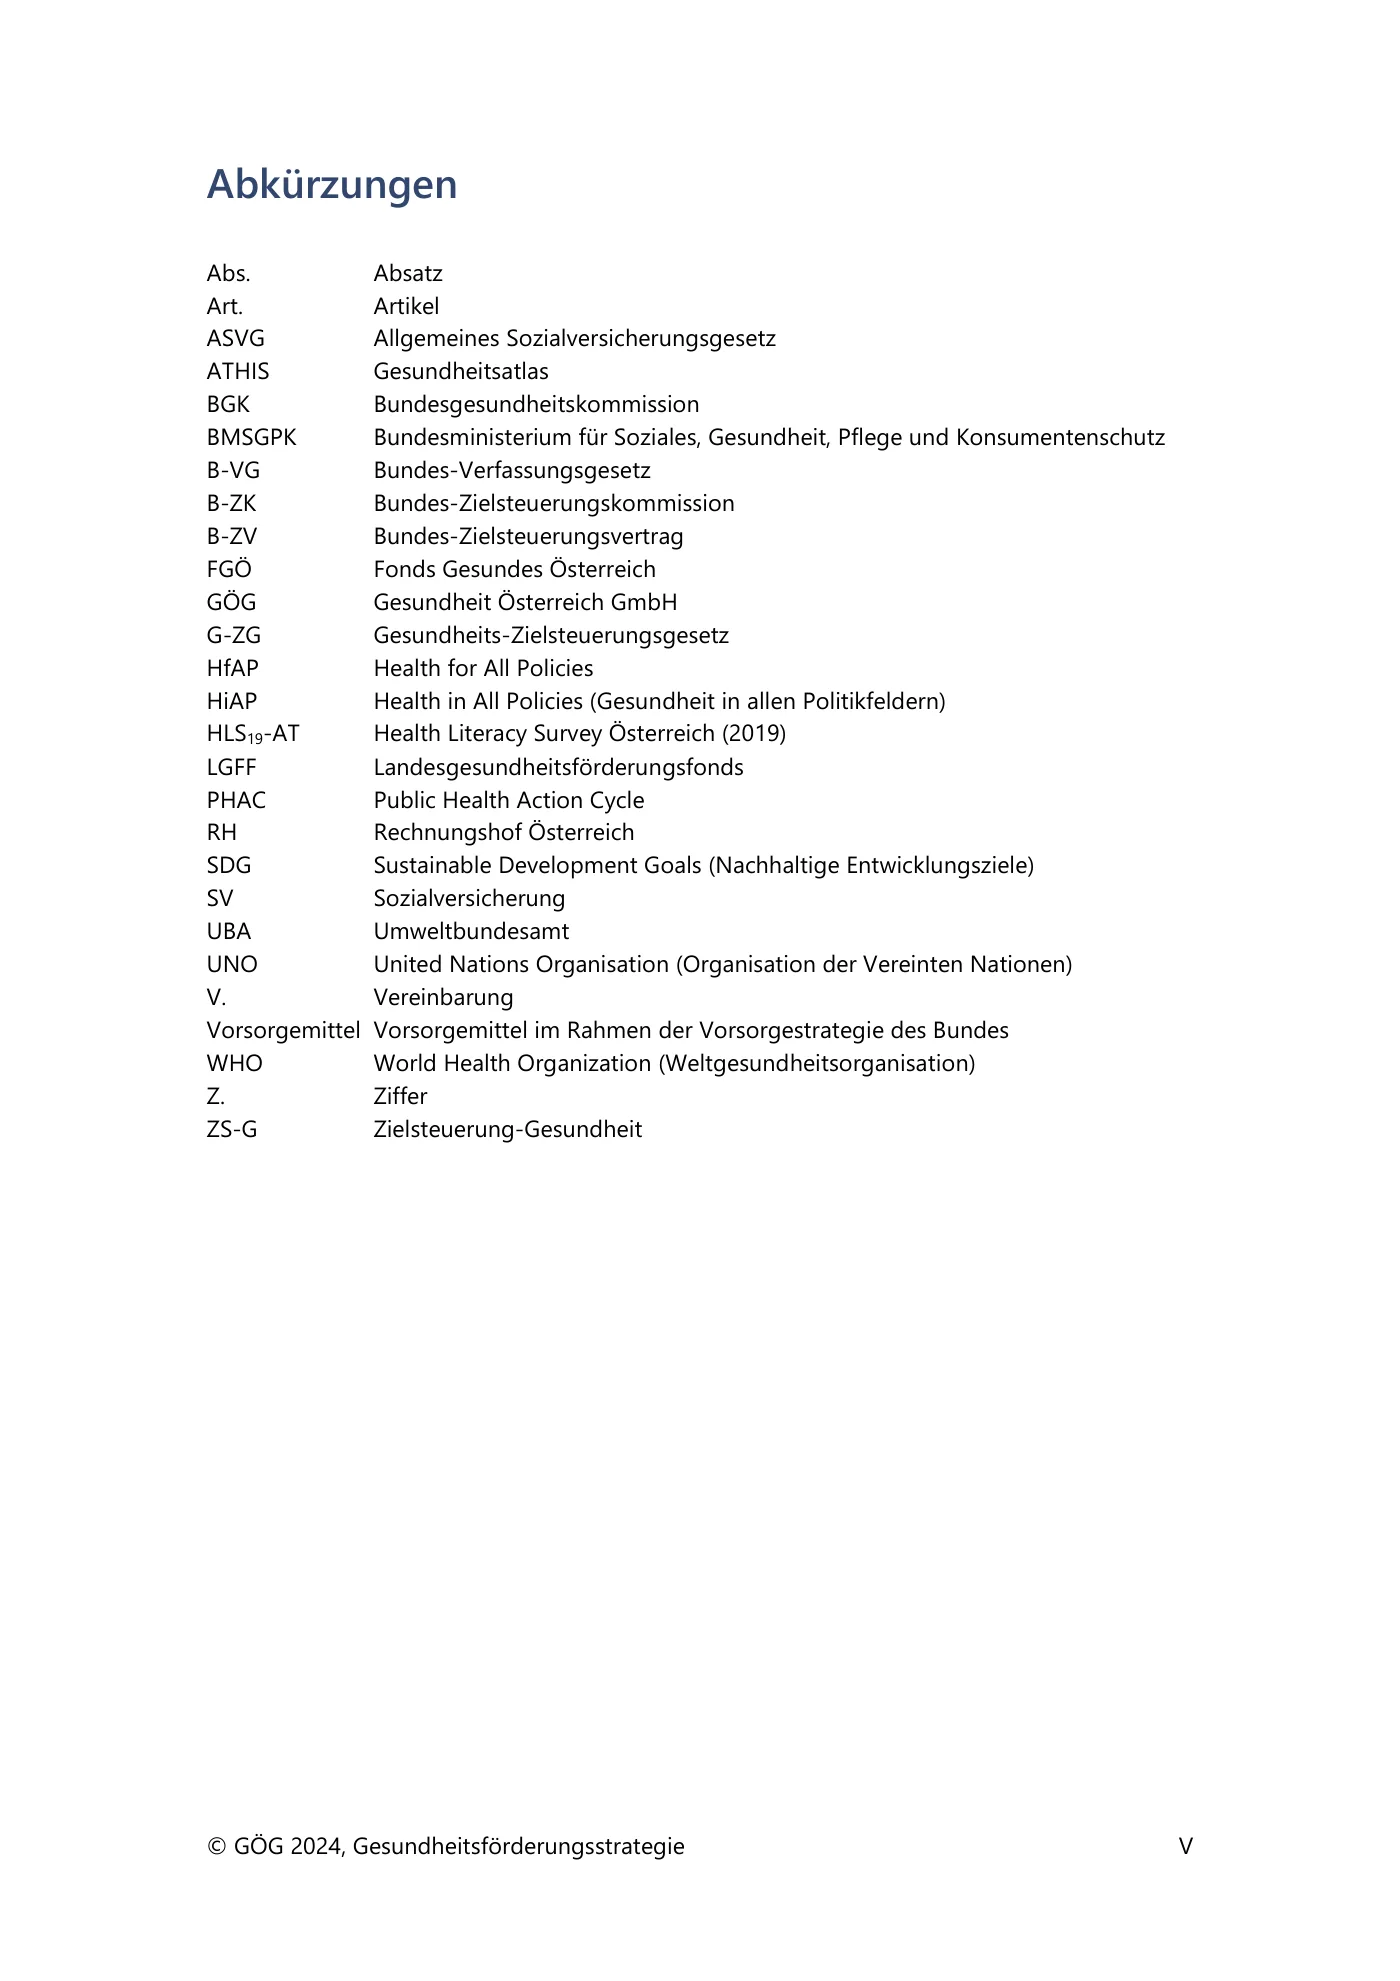 Abkürzungen
Abs. Absatz
Art. Artikel
ASVG Allgemeines Sozialversicherungsgesetz
ATHIS Gesundheitsatlas
BGK Bundesgesundheitskommission
BMSGPK Bundesministerium für Soziales, Gesundheit, Pflege und Konsumentenschutz
B-VG Bundes-Verfassungsgesetz
B-ZK Bundes-Zielsteuerungskommission
B-ZV Bundes-Zielsteuerungsvertrag
FGÖ Fonds Gesundes Österreich
GÖG Gesundheit Österreich GmbH
G-ZG Gesundheits-Zielsteuerungsgesetz
HfAP Health for All Policies
HiAP Health in All Policies (Gesundheit in allen Politikfeldern)
HLS₁₉-AT Health Literacy Survey Österreich (2019)
LGFF Landesgesundheitsförderungsfonds
PHAC Public Health Action Cycle
RH Rechnungshof Österreich
SDG Sustainable Development Goals (Nachhaltige Entwicklungsziele)
SV Sozialversicherung
UBA Umweltbundesamt
UNO United Nations Organisation (Organisation der Vereinten Nationen)
V. Vereinbarung
Vorsorgemittel Vorsorgemittel im Rahmen der Vorsorgestrategie des Bundes
WHO World Health Organization (Weltgesundheitsorganisation)
Z. Ziffer
ZS-G Zielsteuerung-Gesundheit
© GÖG 2024, Gesundheitsförderungsstrategie V